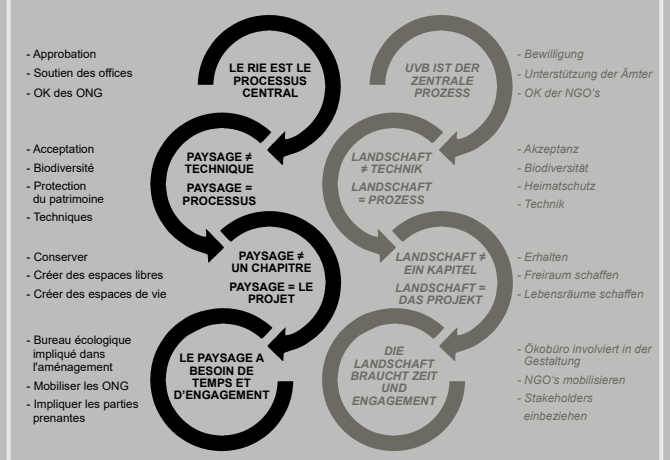 - Approbation
- Soutien des offices
- OK des ONG
LE RIE EST LE
PROCESSUS
CENTRAL
UVB IST DER
ZENTRALE
PROZESS
- Bewilligung
- Unterstützung der Ämter
- OK der NGO's
- Acceptation
- Biodiversité
- Protection
du patrimoine
- Techniques
PAYSAGE ≠
TECHNIQUE
PAYSAGE =
PROCESSUS
LANDSCHAFT
≠ TECHNIK
LANDSCHAFT
= PROZESS
- Akzeptanz
- Biodiversität
- Heimatschutz
- Technik
- Conserver
- Créer des espaces libres
- Créer des espaces de vie
PAYSAGE ≠
UN CHAPITRE
PAYSAGE = LE
PROJET
LANDSCHAFT ≠
EIN KAPITEL
LANDSCHAFT =
DAS PROJEKT
- Erhalten
- Freiraum schaffen
- Lebensräume schaffen
- Bureau écologique
impliqué dans
l'aménagement
- Mobiliser les ONG
- Impliquer les parties
prenantes
LE PAYSAGE A
BESOIN DE
TEMPS ET
D'ENGAGEMENT
DIE
LANDSCHAFT
BRAUCHT ZEIT
UND
ENGAGEMENT
- Ökobüro involviert in der
Gestaltung
- NGO's mobilisieren
- Stakeholders
einbeziehen